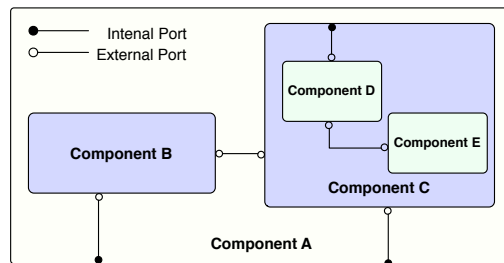 Intenal Port
External Port
Component D
Component E
Component B
Component C
Component A